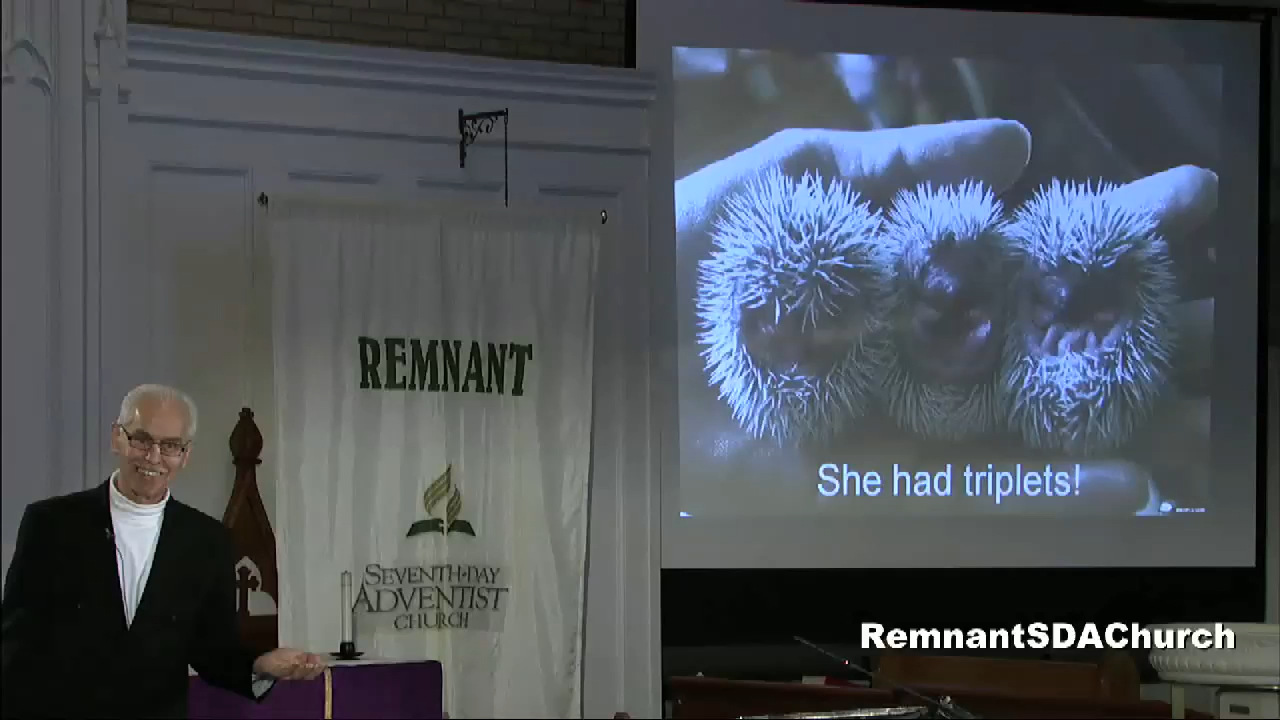 REMNANT
SEVENTH-DAY
ADVENTIST
CHURCH
She had triplets!
RemnantSDAChurch